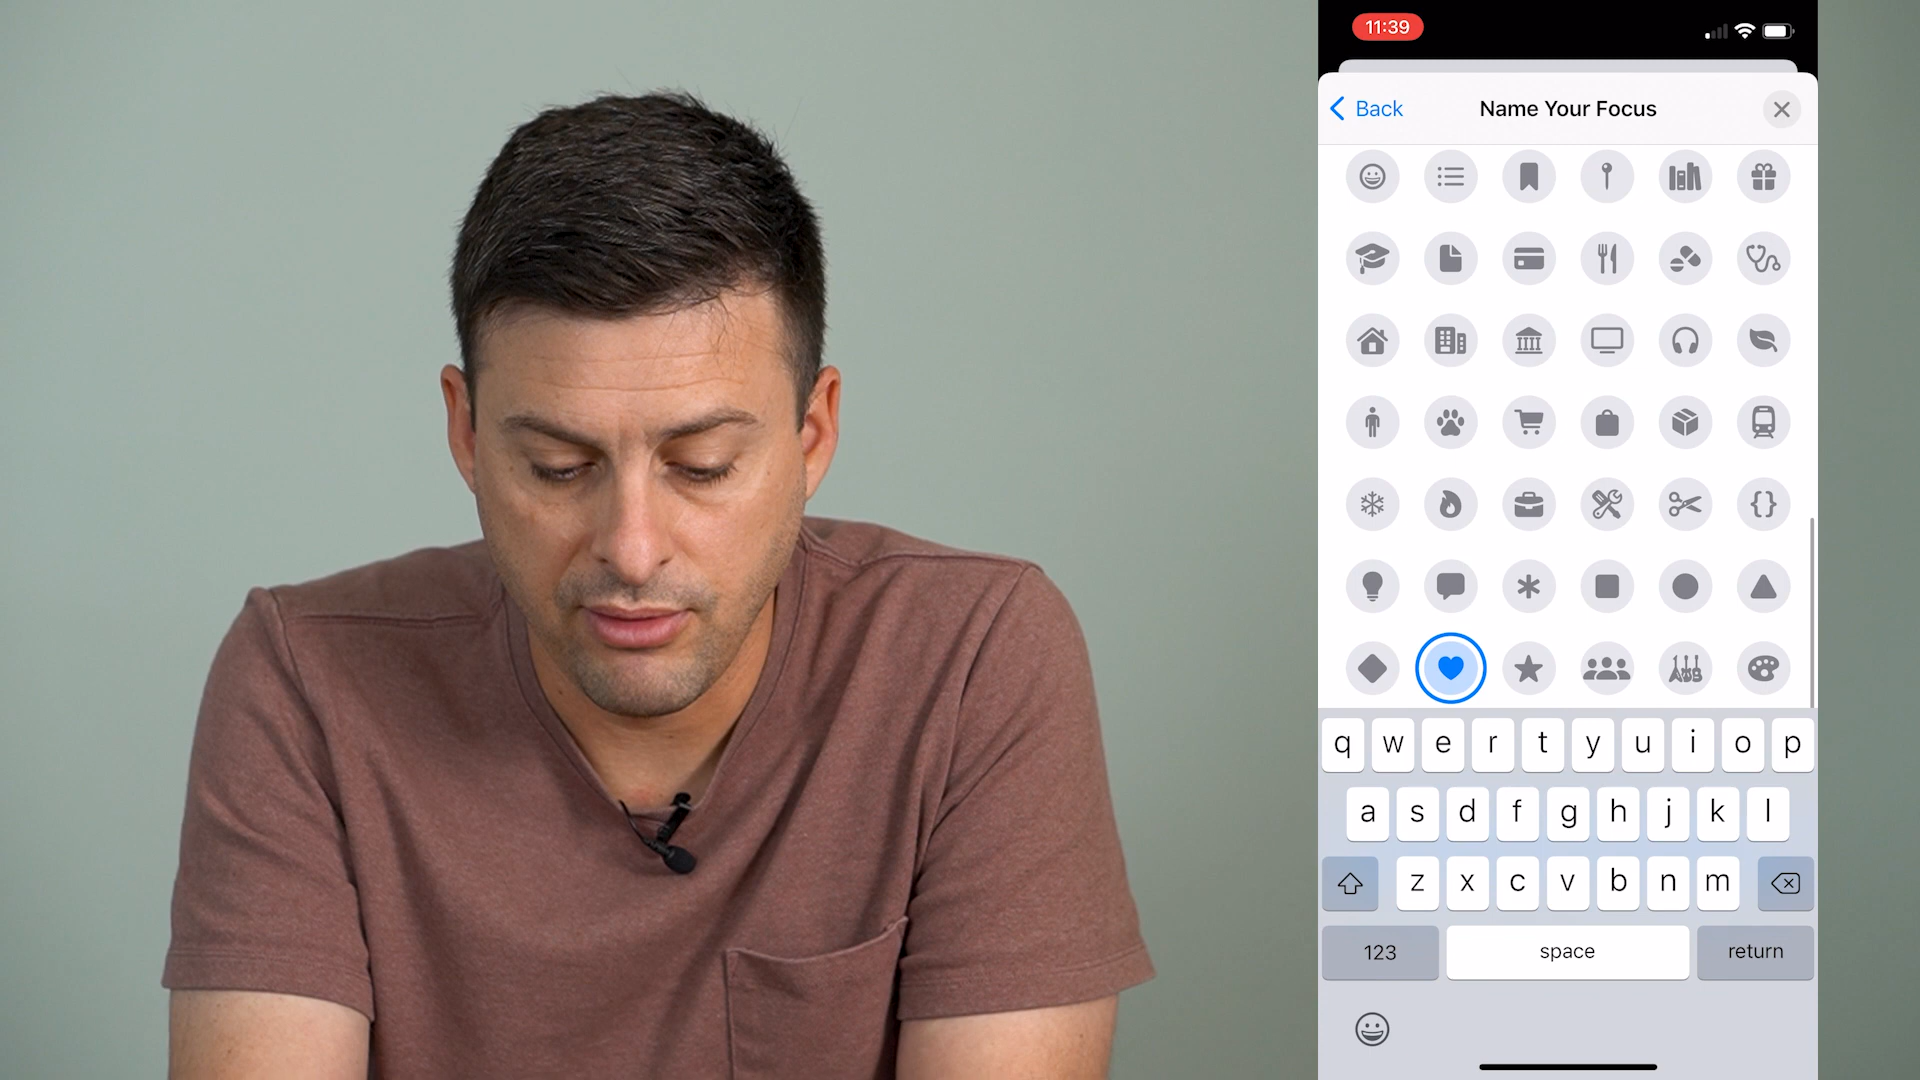 11:39
Back Name Your Focus
q w e r t y u i o p
a s d f g h j k l
z x c v b n m
123 space return